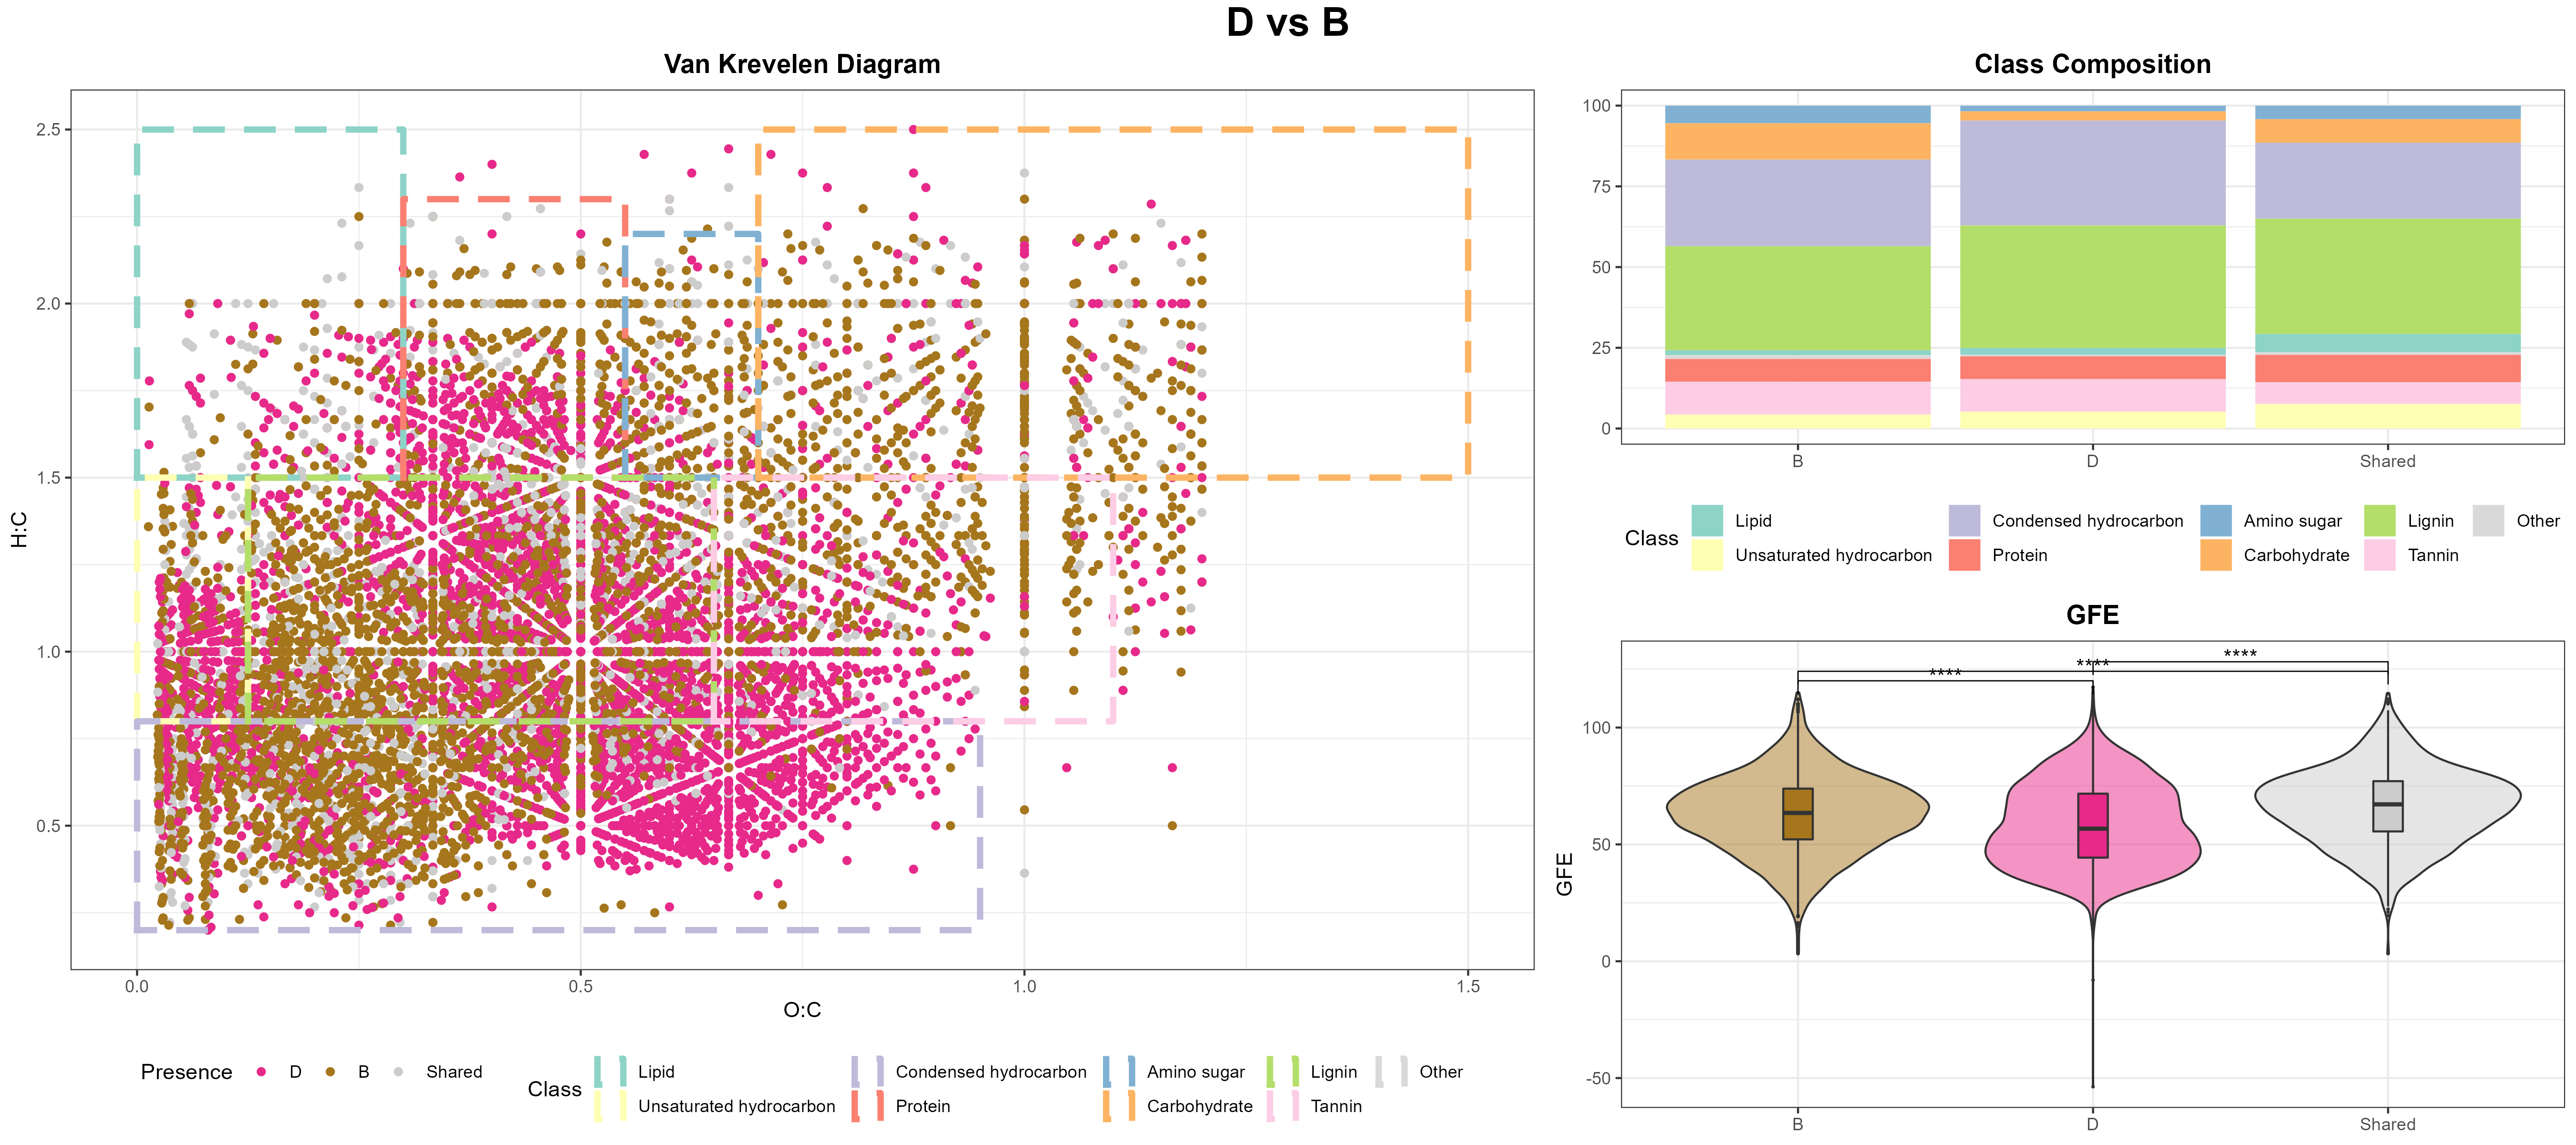 D vs B
Van Krevelen Diagram
H:C
2.5
2.0
1.5
1.0
0.5
0.0 0.5 1.0 1.5
O:C
Presence D B Shared
Class
Lipid Condensed hydrocarbon Amino sugar Lignin Other
Unsaturated hydrocarbon Protein Carbohydrate Tannin
Class Composition
100
75
50
25
0
B D Shared
Class
Lipid Condensed hydrocarbon Amino sugar Lignin Other
Unsaturated hydrocarbon Protein Carbohydrate Tannin
GFE
GFE
**** **** ****
100
50
0
-50
B D Shared